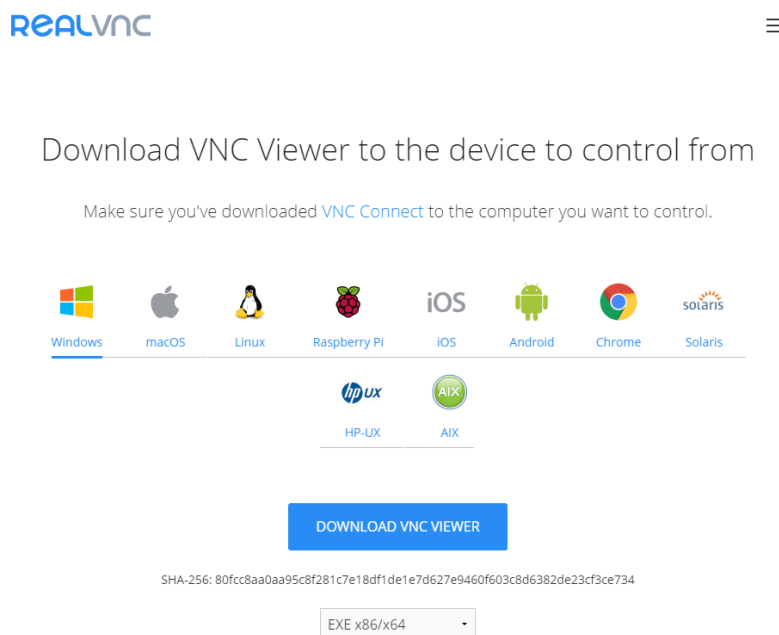 REALVNC
Download VNC Viewer to the device to control from
Make sure you've downloaded VNC Connect to the computer you want to control.
iOS
solaris
Windows macOS Linux Raspberry Pi iOS Android Chrome Solaris
hp UX AIX
HP-UX AIX
DOWNLOAD VNC VIEWER
SHA-256: 80fcc8aa0aa95c8f281c7e18df1de1e7d627e9460f603c8d6382de23cf3ce734
EXE x86/x64